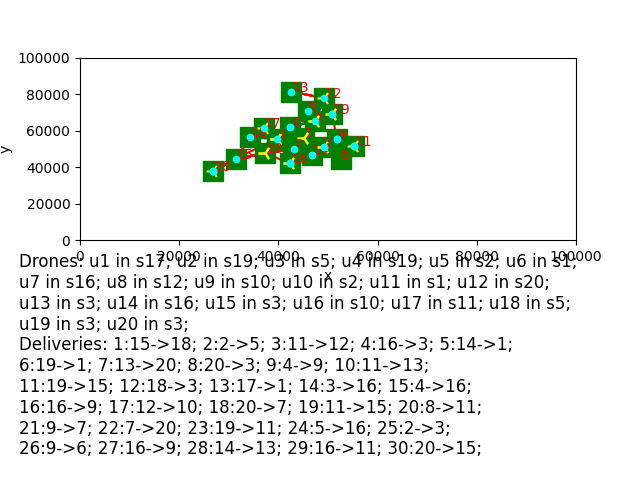 100000
80000
60000
40000
20000
0
y
0 20000 40000 60000 80000 100000
x
Drones: u1 in s17; u2 in s19; u3 in s5; u4 in s19; u5 in s2; u6 in s1;
u7 in s16; u8 in s12; u9 in s10; u10 in s2; u11 in s1; u12 in s20;
u13 in s3; u14 in s16; u15 in s3; u16 in s10; u17 in s11; u18 in s5;
u19 in s3; u20 in s3;
Deliveries: 1:15->18; 2:2->5; 3:11->12; 4:16->3; 5:14->1;
6:19->1; 7:13->20; 8:20->3; 9:4->9; 10:11->13;
11:19->15; 12:18->3; 13:17->1; 14:3->16; 15:4->16;
16:16->9; 17:12->10; 18:20->7; 19:11->15; 20:8->11;
21:9->7; 22:7->20; 23:19->11; 24:5->16; 25:2->3;
26:9->6; 27:16->9; 28:14->13; 29:16->11; 30:20->15;